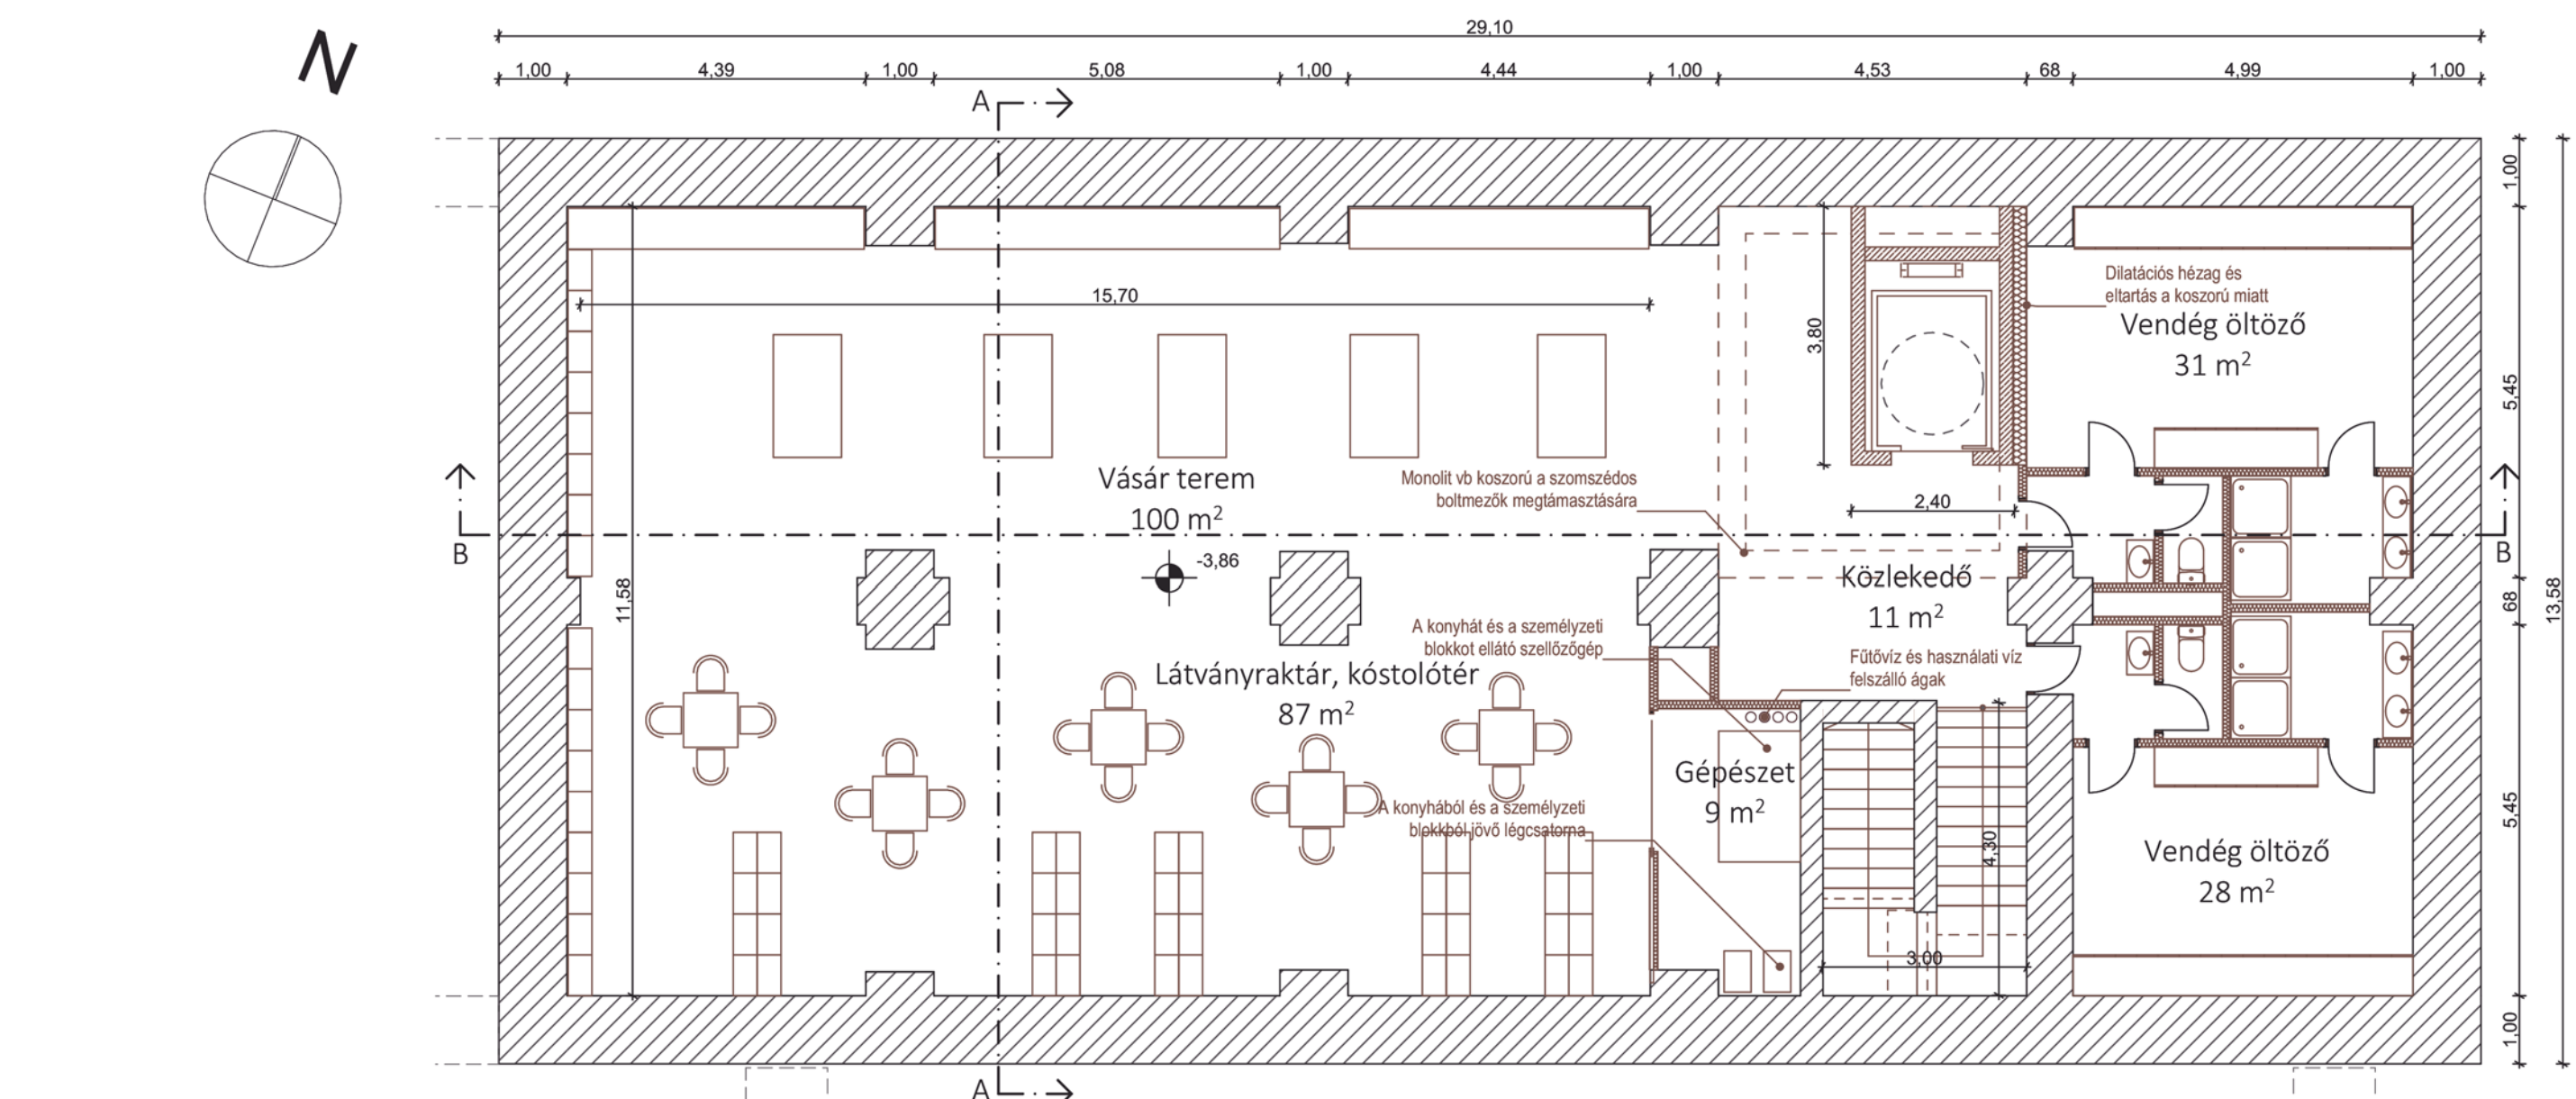 N
29,10
1,00
4,39
1,00
5,08
1,00
4,44
1,00
4,53
68
4,99
1,00
A
1,00
Dilatációs hézag és
eltartás a koszorú miatt
15,70
Vendég öltöző
31 m²
3,80
5,45
Vásár terem
100 m²
Monolit vb koszorú a szomszédos
boltmezők megtámasztására
2,40
B
B
-3,86
Közlekedő
11 m²
11,58
68
13,58
A konyhát és a személyzeti
blokkot ellátó szellőzőgép
Látványraktár, kóstolótér
87 m²
Fűtővíz és használati víz
felszálló ágak
Gépészet
9 m²
A konyhából és a személyzeti
blokkból jövő légcsatorna
4,30
5,45
Vendég öltöző
28 m²
3,00
1,00
A